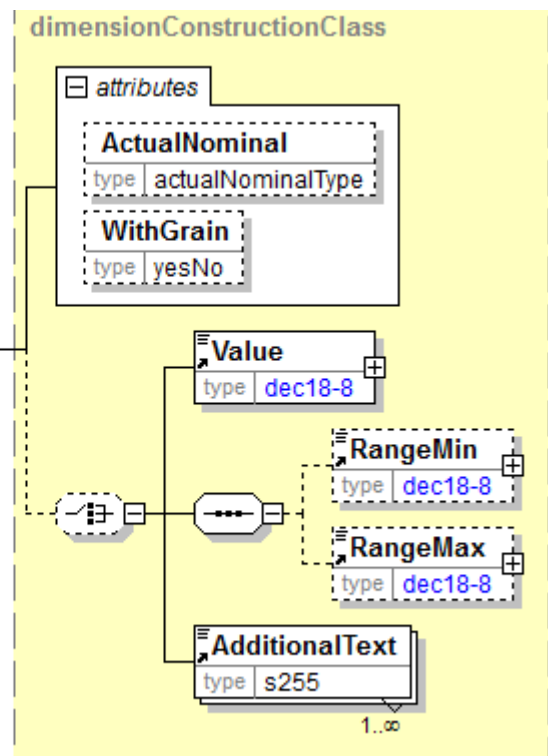 dimensionConstructionClass
attributes
ActualNominal
type actualNominalType
WithGrain
type yesNo
Value
type dec18-8
RangeMin
type dec18-8
RangeMax
type dec18-8
AdditionalText
type s255
1..∞